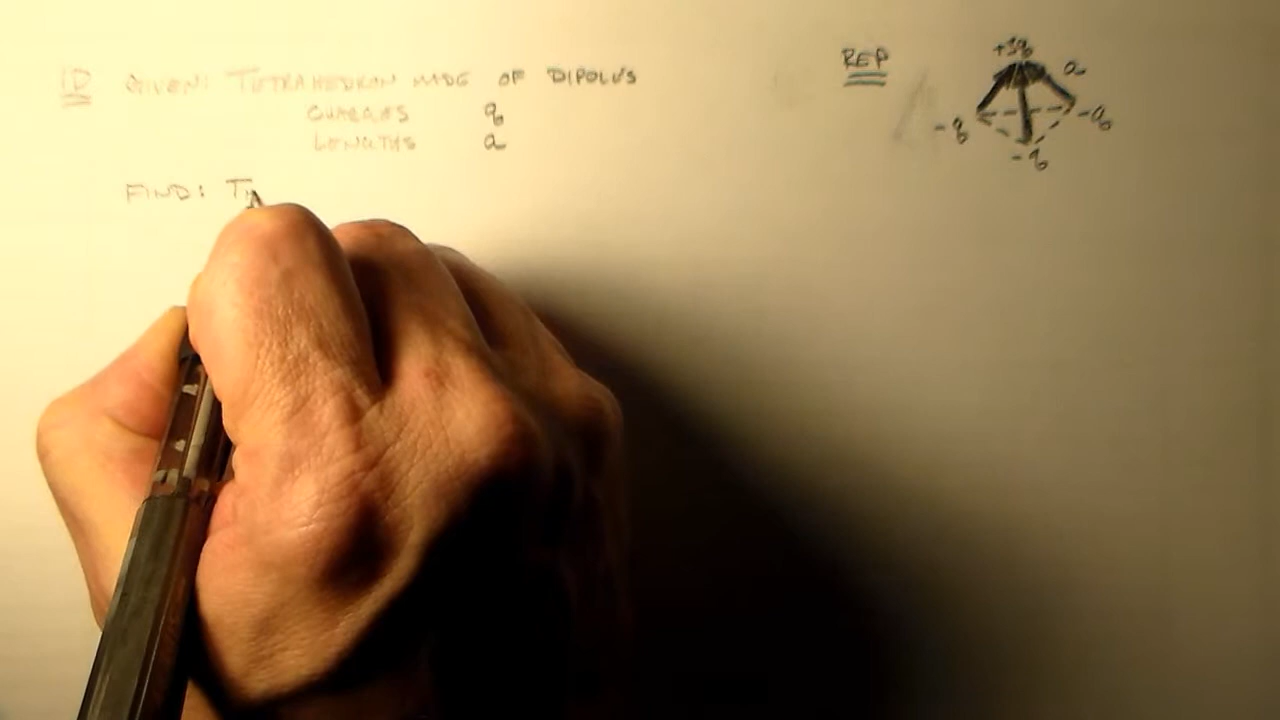 ID GIVEN: TETRAHEDRON MADE OF DIPOLES
CHARGES q
LENGTHS a
FIND: T
REP
+3q
a
-q
-q
-q